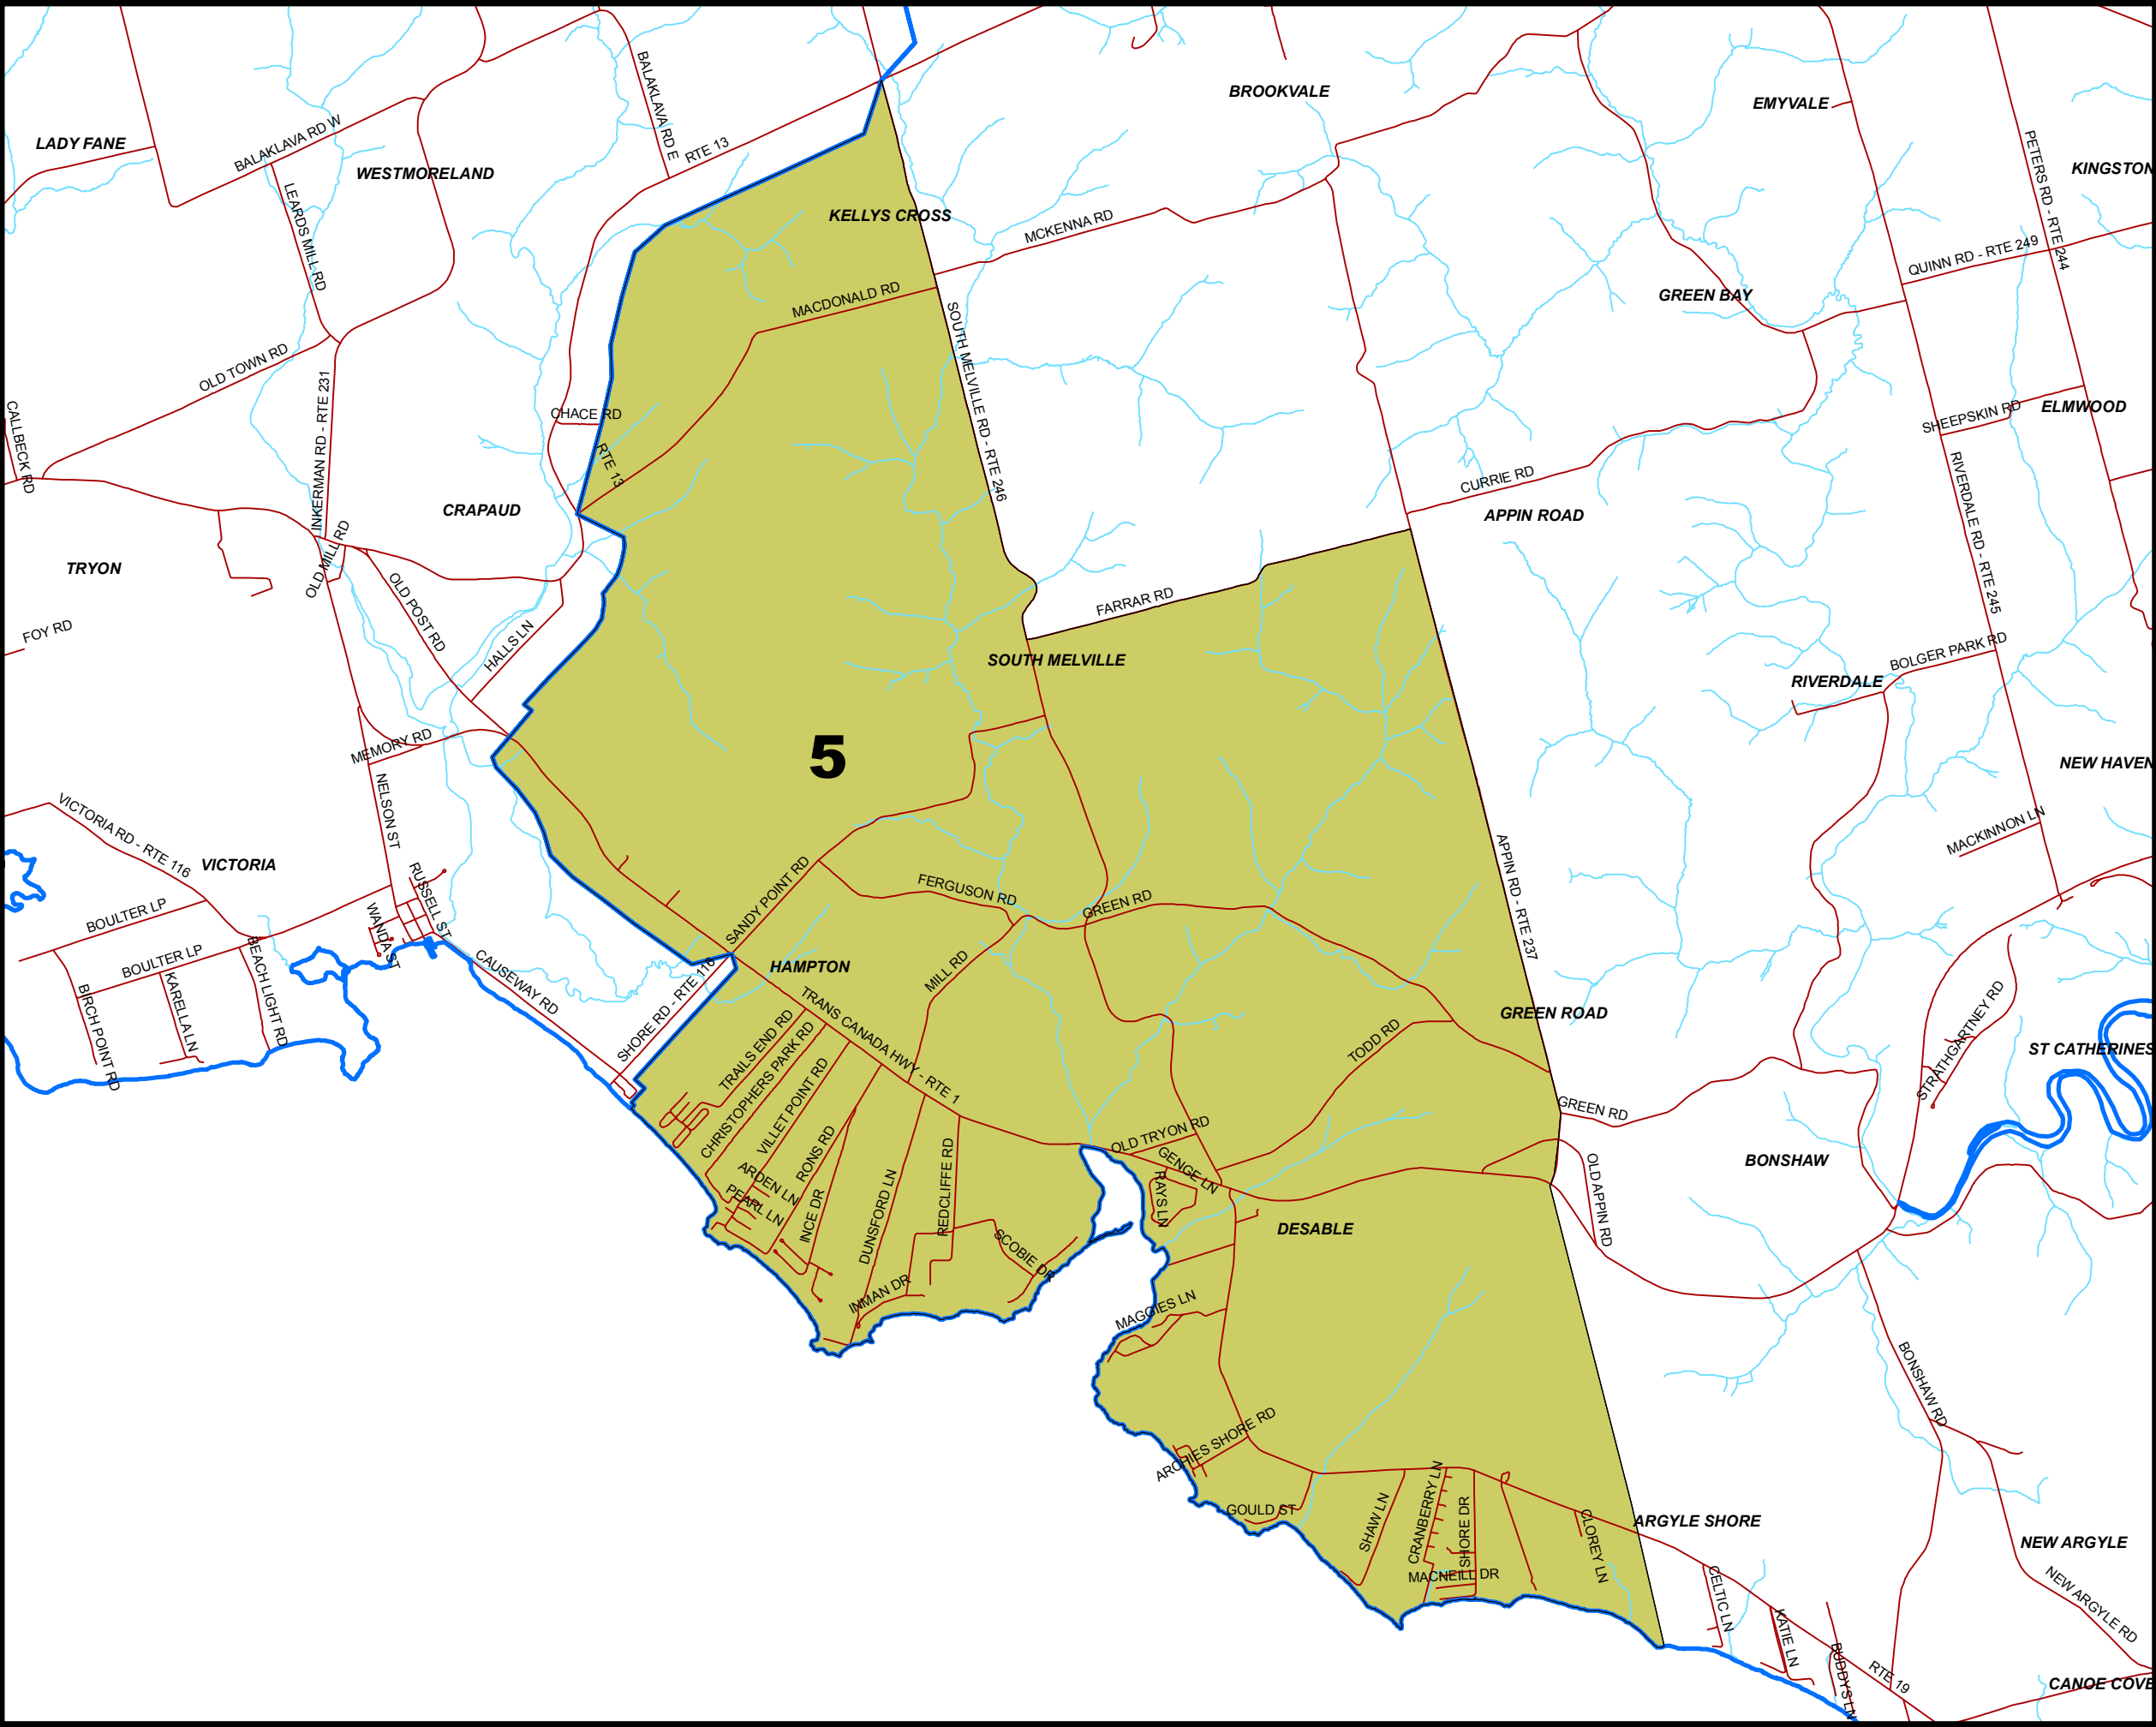 BROOKVALE
EMYVALE
LADY FANE
BALAKLAVA RD W
BALAKLAVA RD E
RTE 13
WESTMORELAND
PETERS RD - RTE 244
KINGSTON
LEARDS MILL RD
KELLYS CROSS
MCKENNA RD
QUINN RD - RTE 249
GREEN BAY
MACDONALD RD
SOUTH MELVILLE RD - RTE 246
OLD TOWN RD
INKERMAN RD - RTE 231
CALLBECK RD
CHACE RD
RTE 13
SHEEPSKIN RD
ELMWOOD
CURRIE RD
RIVERDALE RD - RTE 245
CRAPAUD
APPIN ROAD
TRYON
OLD MILL RD
OLD POST RD
FARRAR RD
FOY RD
HALLS LN
SOUTH MELVILLE
BOLGER PARK RD
RIVERDALE
5
MEMORY RD
NEW HAVEN
NELSON ST
VICTORIA RD - RTE 116
VICTORIA
MACKINNON LN
APPIN RD - RTE 237
RUSSELL ST
SANDY POINT RD
FERGUSON RD
GREEN RD
BOULTER LP
WANDA ST
BOULTER LP
BEACH LIGHT RD
CAUSEWAY RD
HAMPTON
MILL RD
KARELLA LN
BIRCH POINT RD
SHORE RD - RTE 116
TRANS CANADA HWY - RTE 1
GREEN ROAD
STRATHGARTNEY RD
ST CATHERINES
TRAILS END RD
CHRISTOPHERS PARK RD
VILLET POINT RD
TODD RD
GREEN RD
OLD TRYON RD
GENGE LN
RAYS LN
RONS RD
ARDEN LN
PEARL LN
INCE DR
DUNSFORD LN
REDCLIFFE RD
OLD APPIN RD
BONSHAW
SCOBIE DR
DESABLE
INMAN DR
MAGGIES LN
BONSHAW RD
ARCHIES SHORE RD
GOULD ST
SHAW LN
CRANBERRY LN
SHORE DR
MACNEILL DR
CLOREY LN
ARGYLE SHORE
NEW ARGYLE
NEW ARGYLE RD
CELTIC LN
KATIE LN
BUDDYS LN
RTE 19
CANOE COVE